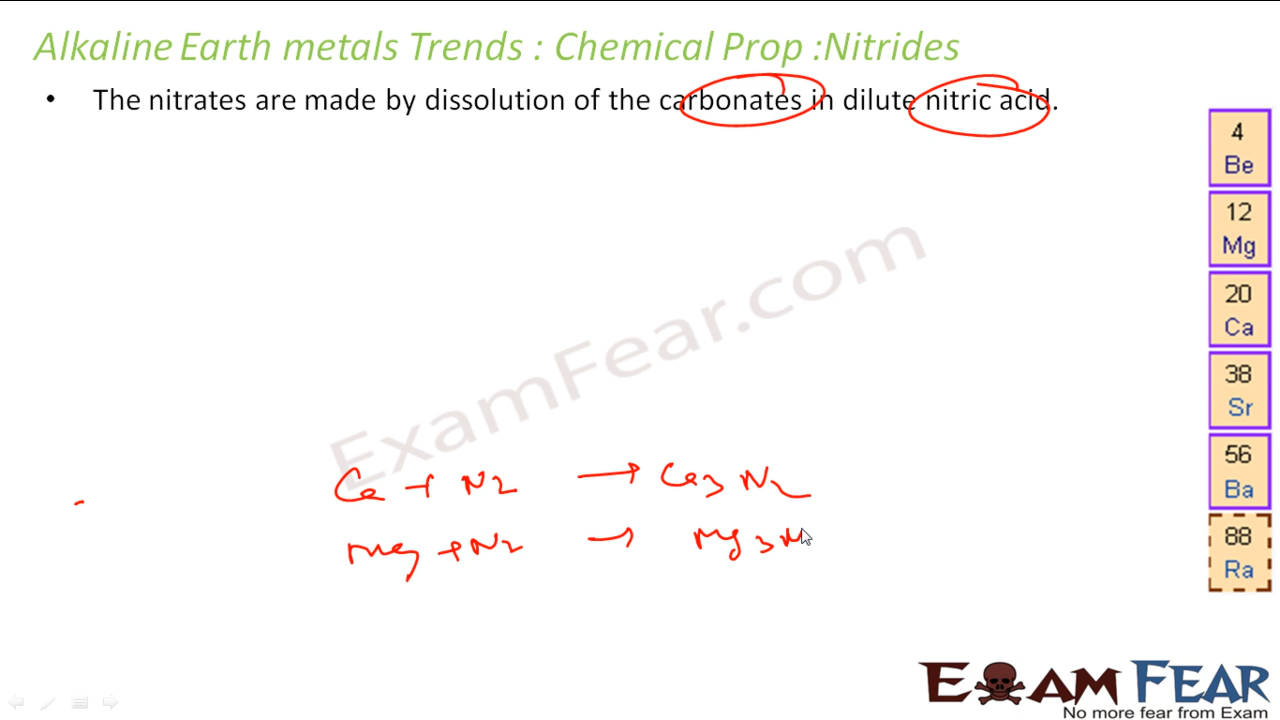 Alkaline Earth metals Trends : Chemical Prop :Nitrides
• The nitrates are made by dissolution of the carbonates in dilute nitric acid.
4
Be
12
Mg
20
Ca
38
Sr
56
Ba
88
Ra
ExamFear.com
Ca + N2 → Ca3 N2
Mg + N2 → Mg3 N
EXAM FEAR
No more fear from Exam